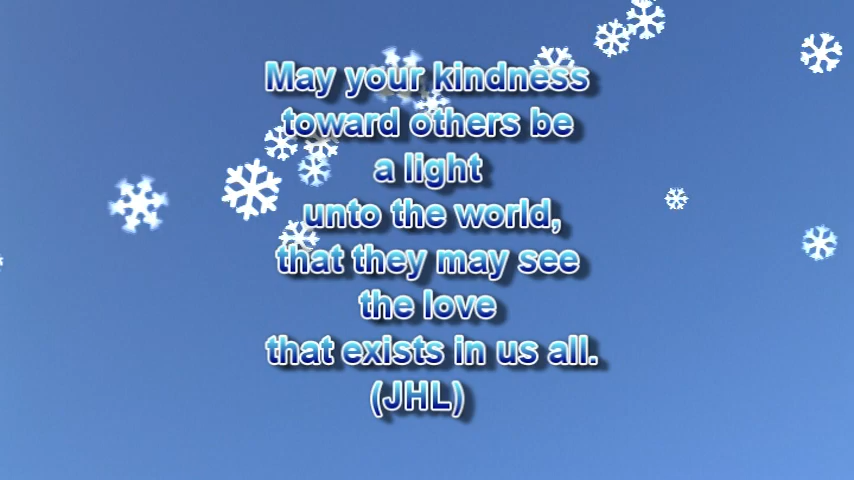 May your kindness
toward others be
a light
unto the world,
that they may see
the love
that exists in us all.
(JHL)